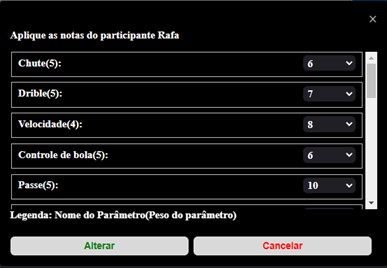 ×
Aplique as notas do participante Rafa
Chute(5): 6
Drible(5): 7
Velocidade(4): 8
Controle de bola(5): 6
Passe(5): 10
Legenda: Nome do Parâmetro(Peso do parâmetro)
Alterar Cancelar